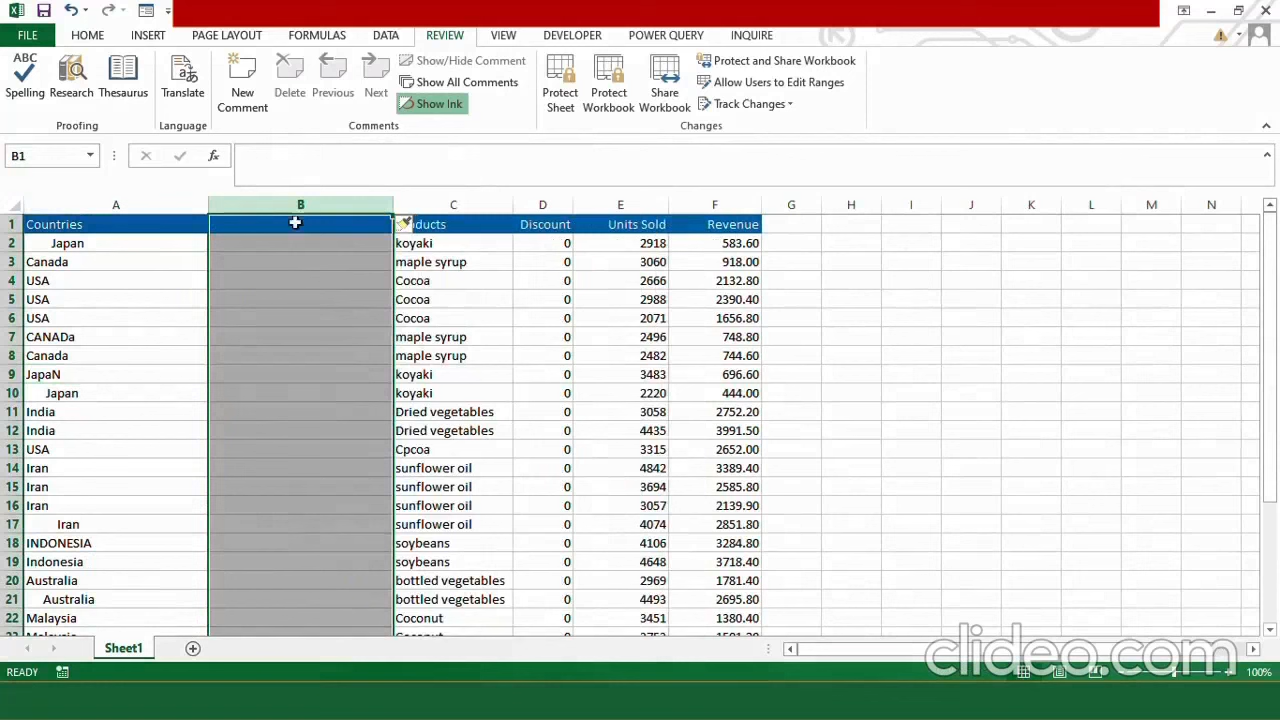 FILE HOME INSERT PAGE LAYOUT FORMULAS DATA REVIEW VIEW DEVELOPER POWER QUERY INQUIRE
ABC
Spelling Research Thesaurus Translate New Comment Delete Previous Next
Show/Hide Comment
Show All Comments
Show Ink
Protect Sheet Protect Workbook Share Workbook
Protect and Share Workbook
Allow Users to Edit Ranges
Track Changes
Proofing Language Comments Changes
B1 fx
A B C D E F G H I J K L M N
1 Countries ducts Discount Units Sold Revenue
2 Japan koyaki 0 2918 583.60
3 Canada maple syrup 0 3060 918.00
4 USA Cocoa 0 2666 2132.80
5 USA Cocoa 0 2988 2390.40
6 USA Cocoa 0 2071 1656.80
7 CANADa maple syrup 0 2496 748.80
8 Canada maple syrup 0 2482 744.60
9 JapaN koyaki 0 3483 696.60
10 Japan koyaki 0 2220 444.00
11 India Dried vegetables 0 3058 2752.20
12 India Dried vegetables 0 4435 3991.50
13 USA Cpcoa 0 3315 2652.00
14 Iran sunflower oil 0 4842 3389.40
15 Iran sunflower oil 0 3694 2585.80
16 Iran sunflower oil 0 3057 2139.90
17 Iran sunflower oil 0 4074 2851.80
18 INDONESIA soybeans 0 4106 3284.80
19 Indonesia soybeans 0 4648 3718.40
20 Australia bottled vegetables 0 2969 1781.40
21 Australia bottled vegetables 0 4493 2695.80
22 Malaysia Coconut 0 3451 1380.40
Sheet1
clideo.com
READY 100%